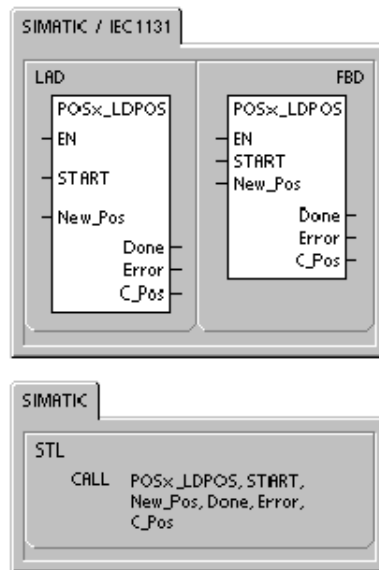 SIMATIC / IEC1131
LAD
POSx_LDPOS
EN
START
New_Pos
Done
Error
C_Pos
FBD
POSx_LDPOS
EN
START
New_Pos
Done
Error
C_Pos
SIMATIC
STL
CALL POSx_LDPOS, START,
New_Pos, Done, Error,
C_Pos